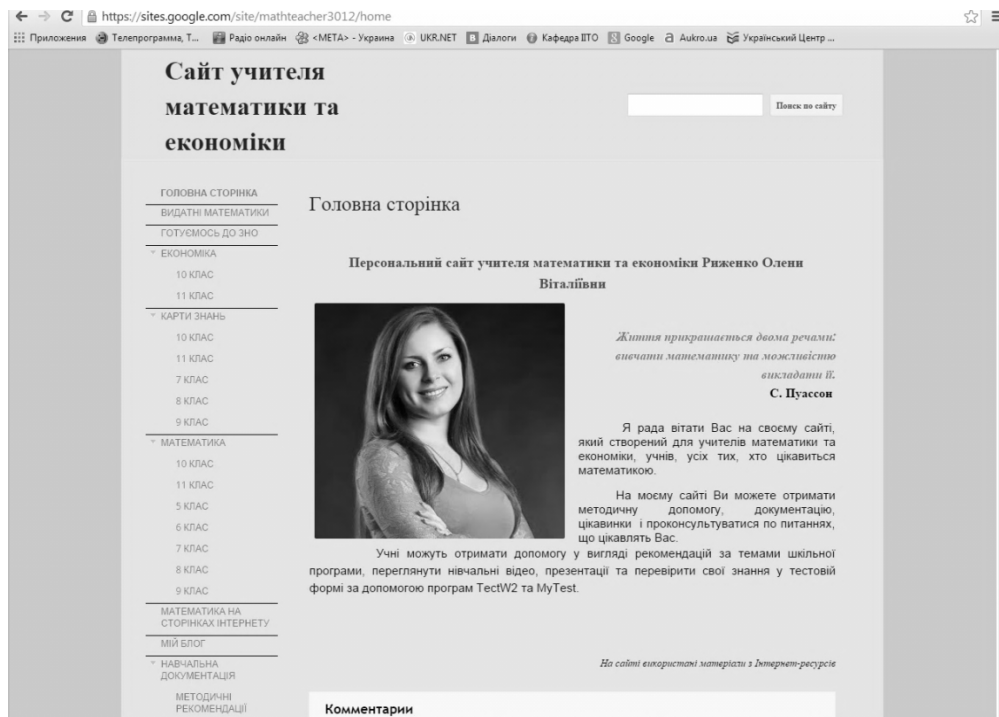 https://sites.google.com/site/mathteacher3012/home
Приложения Телепрограмма, Т... Радіо онлайн <МЕТА> - Украина UKR.NET Діалоги Кафедра ІІТО Google Aukro.ua Український Центр ...
Сайт учителя
математики та
економіки
Поиск по сайту
ГОЛОВНА СТОРІНКА
ВИДАТНІ МАТЕМАТИКИ
ГОТУЄМОСЬ ДО ЗНО
ЕКОНОМІКА
10 КЛАС
11 КЛАС
КАРТИ ЗНАНЬ
10 КЛАС
11 КЛАС
7 КЛАС
8 КЛАС
9 КЛАС
МАТЕМАТИКА
10 КЛАС
11 КЛАС
5 КЛАС
6 КЛАС
7 КЛАС
8 КЛАС
9 КЛАС
МАТЕМАТИКА НА
СТОРІНКАХ ІНТЕРНЕТУ
МІЙ БЛОГ
НАВЧАЛЬНА
ДОКУМЕНТАЦІЯ
МЕТОДИЧНІ
РЕКОМЕНДАЦІЇ
Головна сторінка
Персональний сайт учителя математики та економіки Риженко Олени
Віталіївни
Життя прикрашається двома речами:
вивчати математику та можливістю
викладати її.
С. Пуассон
Я рада вітати Вас на своєму сайті,
який створений для учителів математики та
економіки, учнів, усіх тих, хто цікавиться
математикою.
На моєму сайті Ви можете отримати
методичну допомогу, документацію,
цікавинки і проконсультуватися по питаннях,
що цікавлять Вас.
Учні можуть отримати допомогу у вигляді рекомендацій за темами шкільної
програми, переглянути нівчальні відео, презентації та перевірити свої знання у тестовій
формі за допомогою програм TectW2 та MyTest.
На сайті використані матеріали з Інтернет-ресурсів
Комментарии